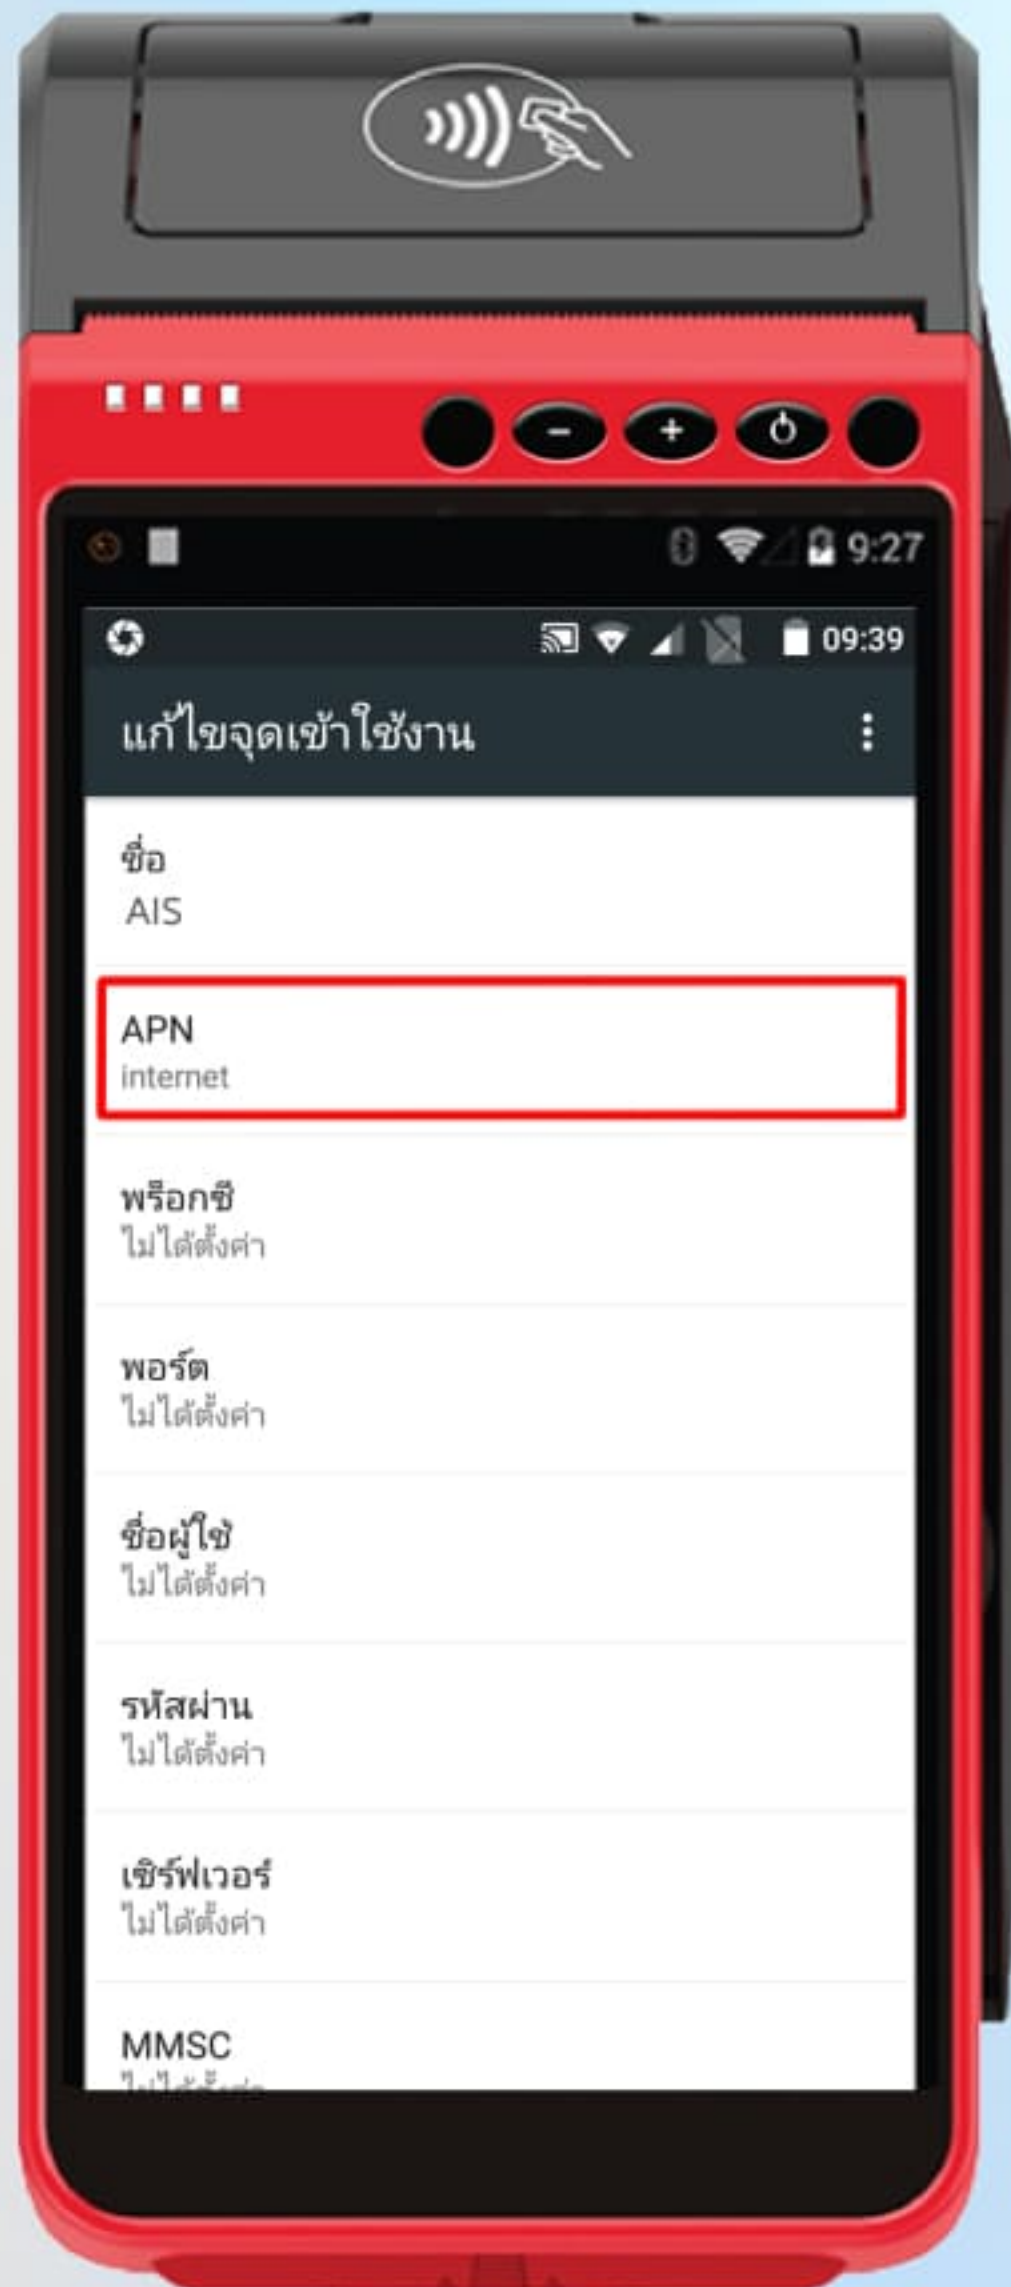 9:27
09:39
แก้ไขจุดเข้าใช้งาน
ชื่อ
AIS
APN
internet
พร็อกซี
ไม่ได้ตั้งค่า
พอร์ต
ไม่ได้ตั้งค่า
ชื่อผู้ใช้
ไม่ได้ตั้งค่า
รหัสผ่าน
ไม่ได้ตั้งค่า
เซิร์ฟเวอร์
ไม่ได้ตั้งค่า
MMSC